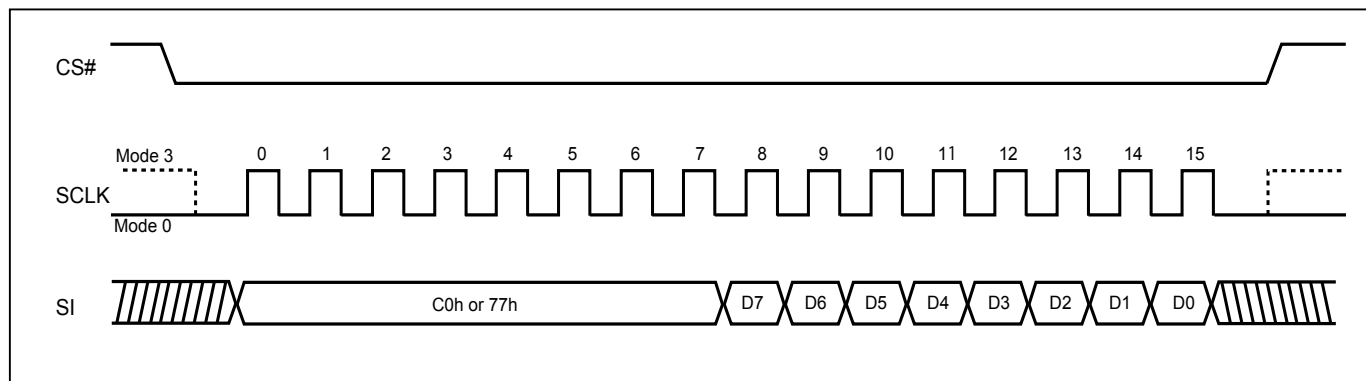 CS#
Mode 3
0 1 2 3 4 5 6 7 8 9 10 11 12 13 14 15
SCLK
Mode 0
SI
C0h or 77h D7 D6 D5 D4 D3 D2 D1 D0